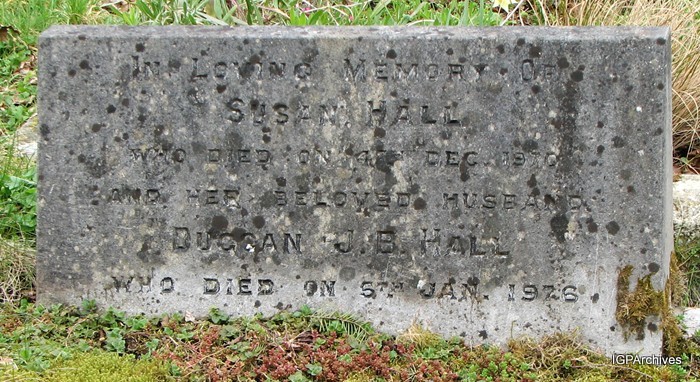 In Loving Memory Of
Susan Hall
WHO DIED ON 4TH DEC. 1970
AND HER BELOVED HUSBAND
Duggan J.B. Hall
WHO DIED ON 5TH JAN. 1976
IGPArchives